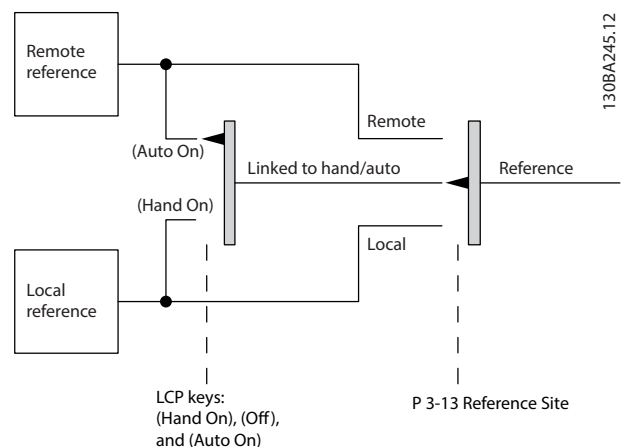 Remote
reference
130BA245.12
Remote
(Auto On)
Linked to hand/auto
Reference
(Hand On)
Local
Local
reference
LCP keys:
(Hand On), (Off),
and (Auto On)
P 3-13 Reference Site